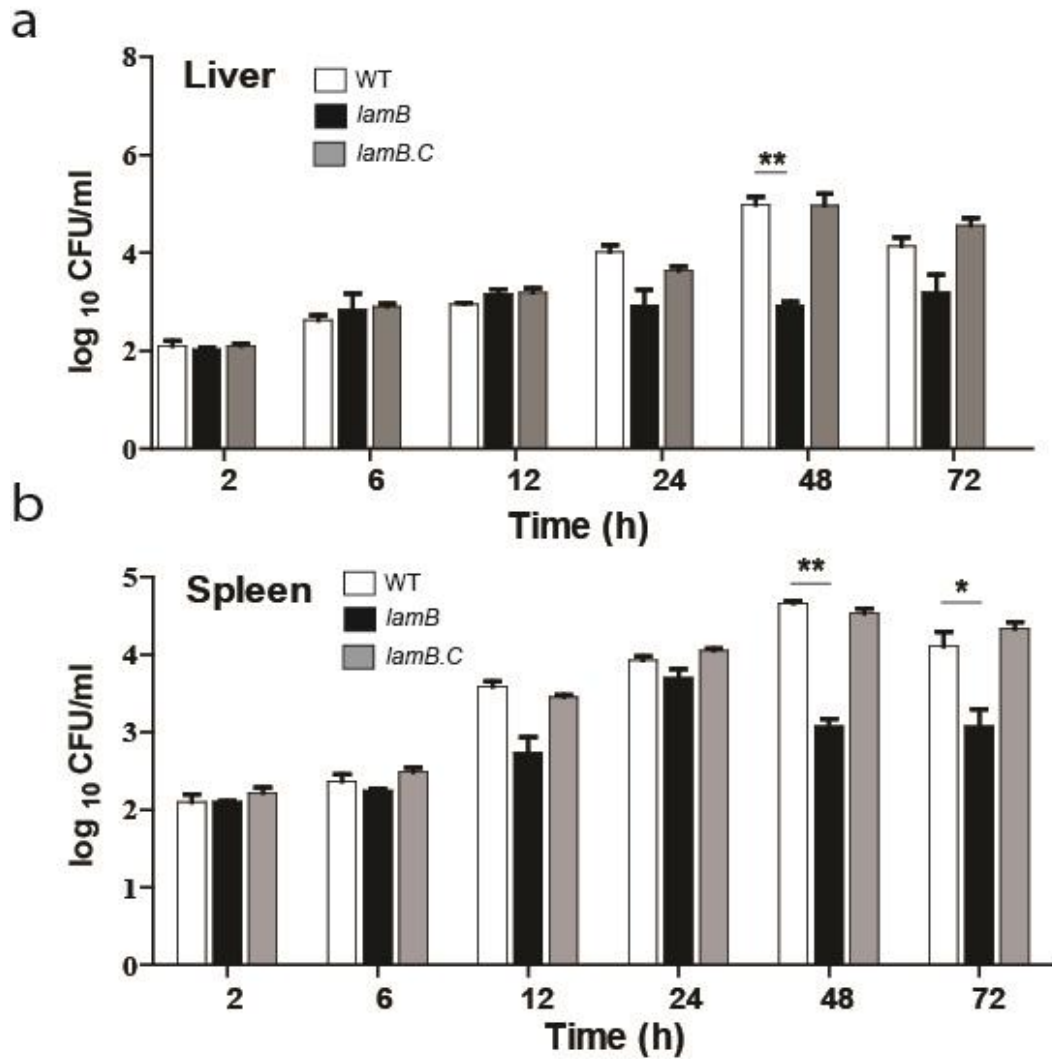 a
8
Liver
WT
lamB
lamB.C
6
4
2
0
log 10 CFU/ml
**
2 6 12 24 48 72
Time (h)
b
5
Spleen
WT
lamB
lamB.C
4
3
2
1
0
log 10 CFU/ml
**
*
2 6 12 24 48 72
Time (h)